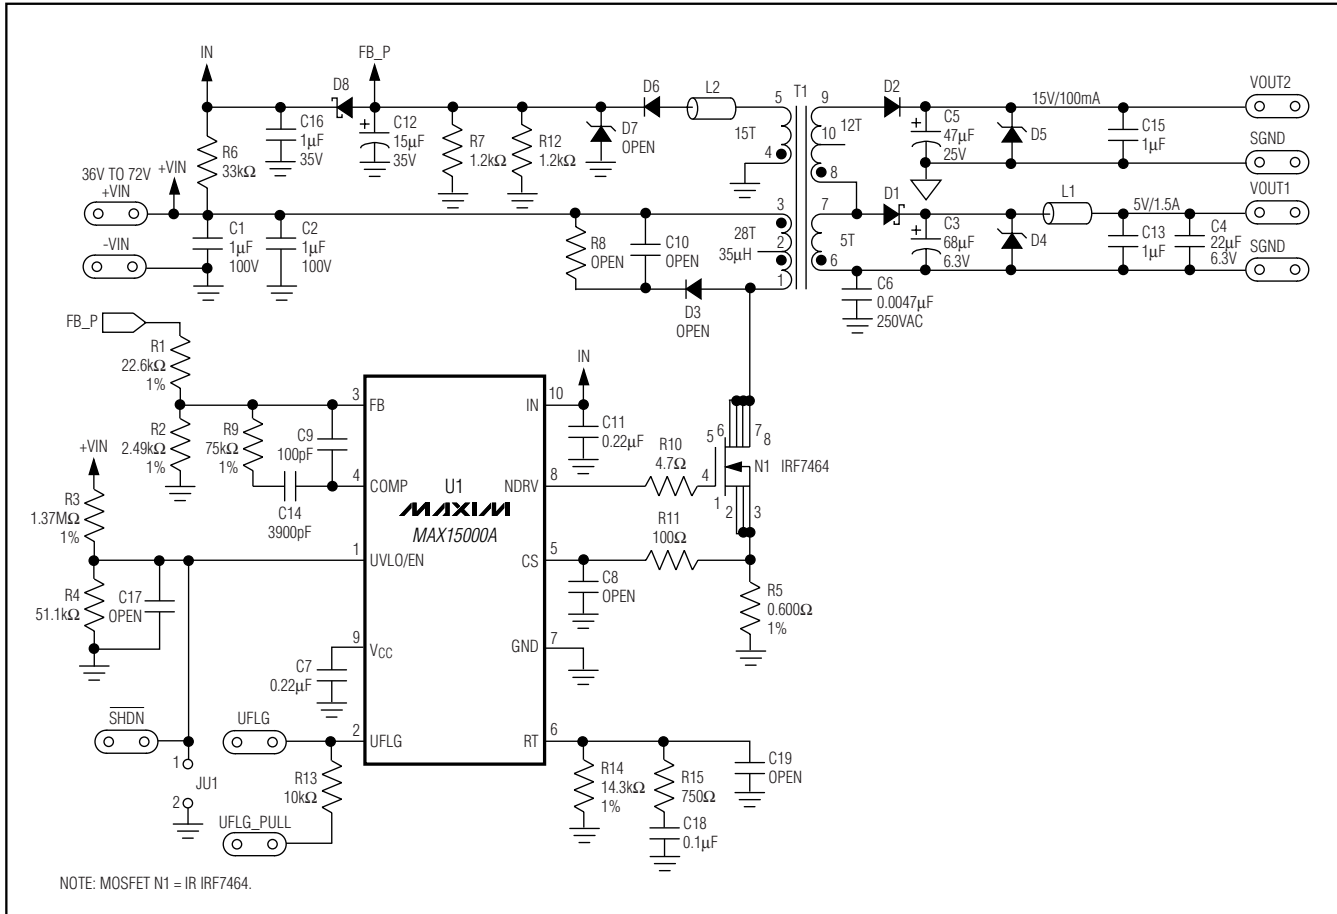 IN
FB_P
D8
C16
1µF
35V
C12
15µF
35V
R7
1.2kΩ
R12
1.2kΩ
D7
OPEN
D6
L2
T1
5
15T
4
9
10
12T
8
D2
C5
47µF
25V
15V/100mA
D5
C15
1µF
VOUT2
SGND
R6
33kΩ
36V TO 72V
+VIN
+VIN
-VIN
C1
1µF
100V
C2
1µF
100V
R8
OPEN
C10
OPEN
D3
OPEN
3
28T
2
35µH
1
7
5T
6
D1
C3
68µF
6.3V
D4
L1
5V/1.5A
C13
1µF
C4
22µF
6.3V
VOUT1
SGND
C6
0.0047µF
250VAC
FB_P
R1
22.6kΩ
1%
R2
2.49kΩ
1%
R9
75kΩ
1%
C9
100pF
C14
3900pF
+VIN
R3
1.37MΩ
1%
R4
51.1kΩ
C17
OPEN
3
FB
4
COMP
1
UVLO/EN
9
VCC
2
UFLG
U1
MAXIM
MAX15000A
IN
10
NDRV
8
CS
5
GND
7
RT
6
IN
C11
0.22µF
R10
4.7Ω
5
6
7
8
4
N1 IRF7464
1
2
3
R11
100Ω
C8
OPEN
R5
0.600Ω
1%
C7
0.22µF
SHDN
UFLG
1
JU1
2
R13
10kΩ
UFLG_PULL
R14
14.3kΩ
1%
R15
750Ω
C18
0.1µF
C19
OPEN
NOTE: MOSFET N1 = IR IRF7464.